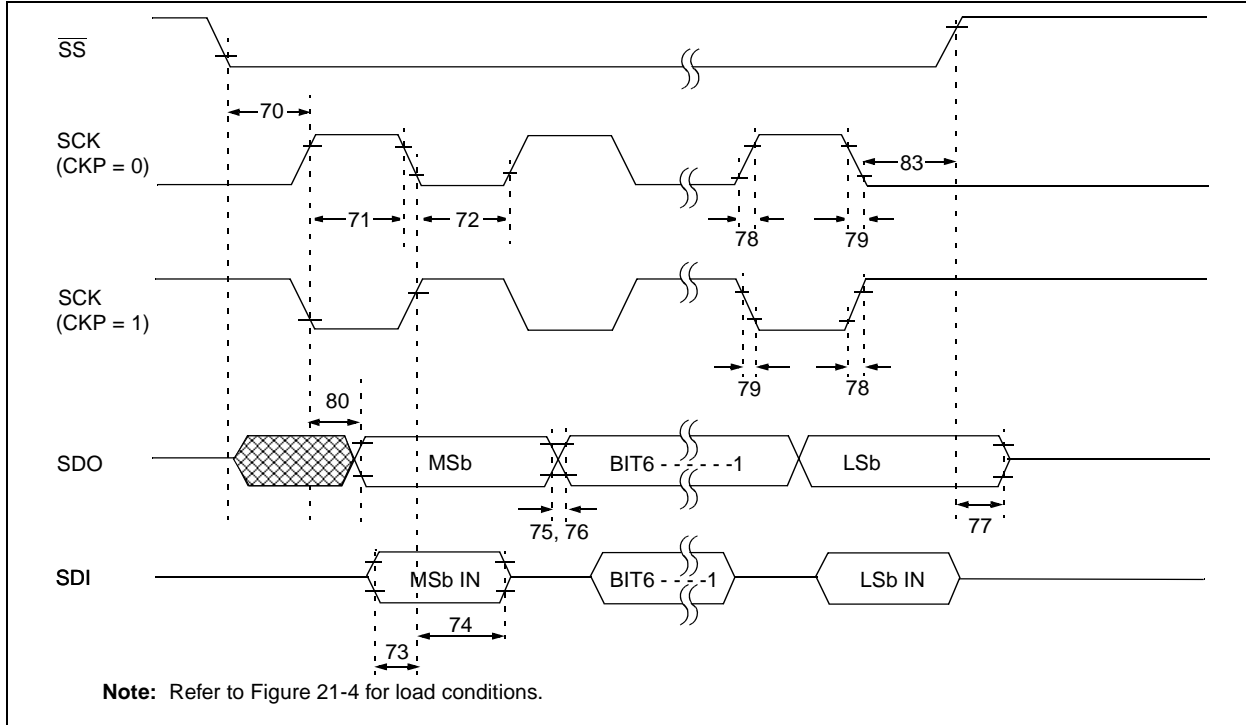 SS
70
SCK
(CKP = 0)
83
71
72
78
79
SCK
(CKP = 1)
79
78
80
SDO
MSb
BIT6 - - - - - -1
LSb
75, 76
77
SDI
MSb IN
BIT6 - - - -1
LSb IN
74
73
Note: Refer to Figure 21-4 for load conditions.